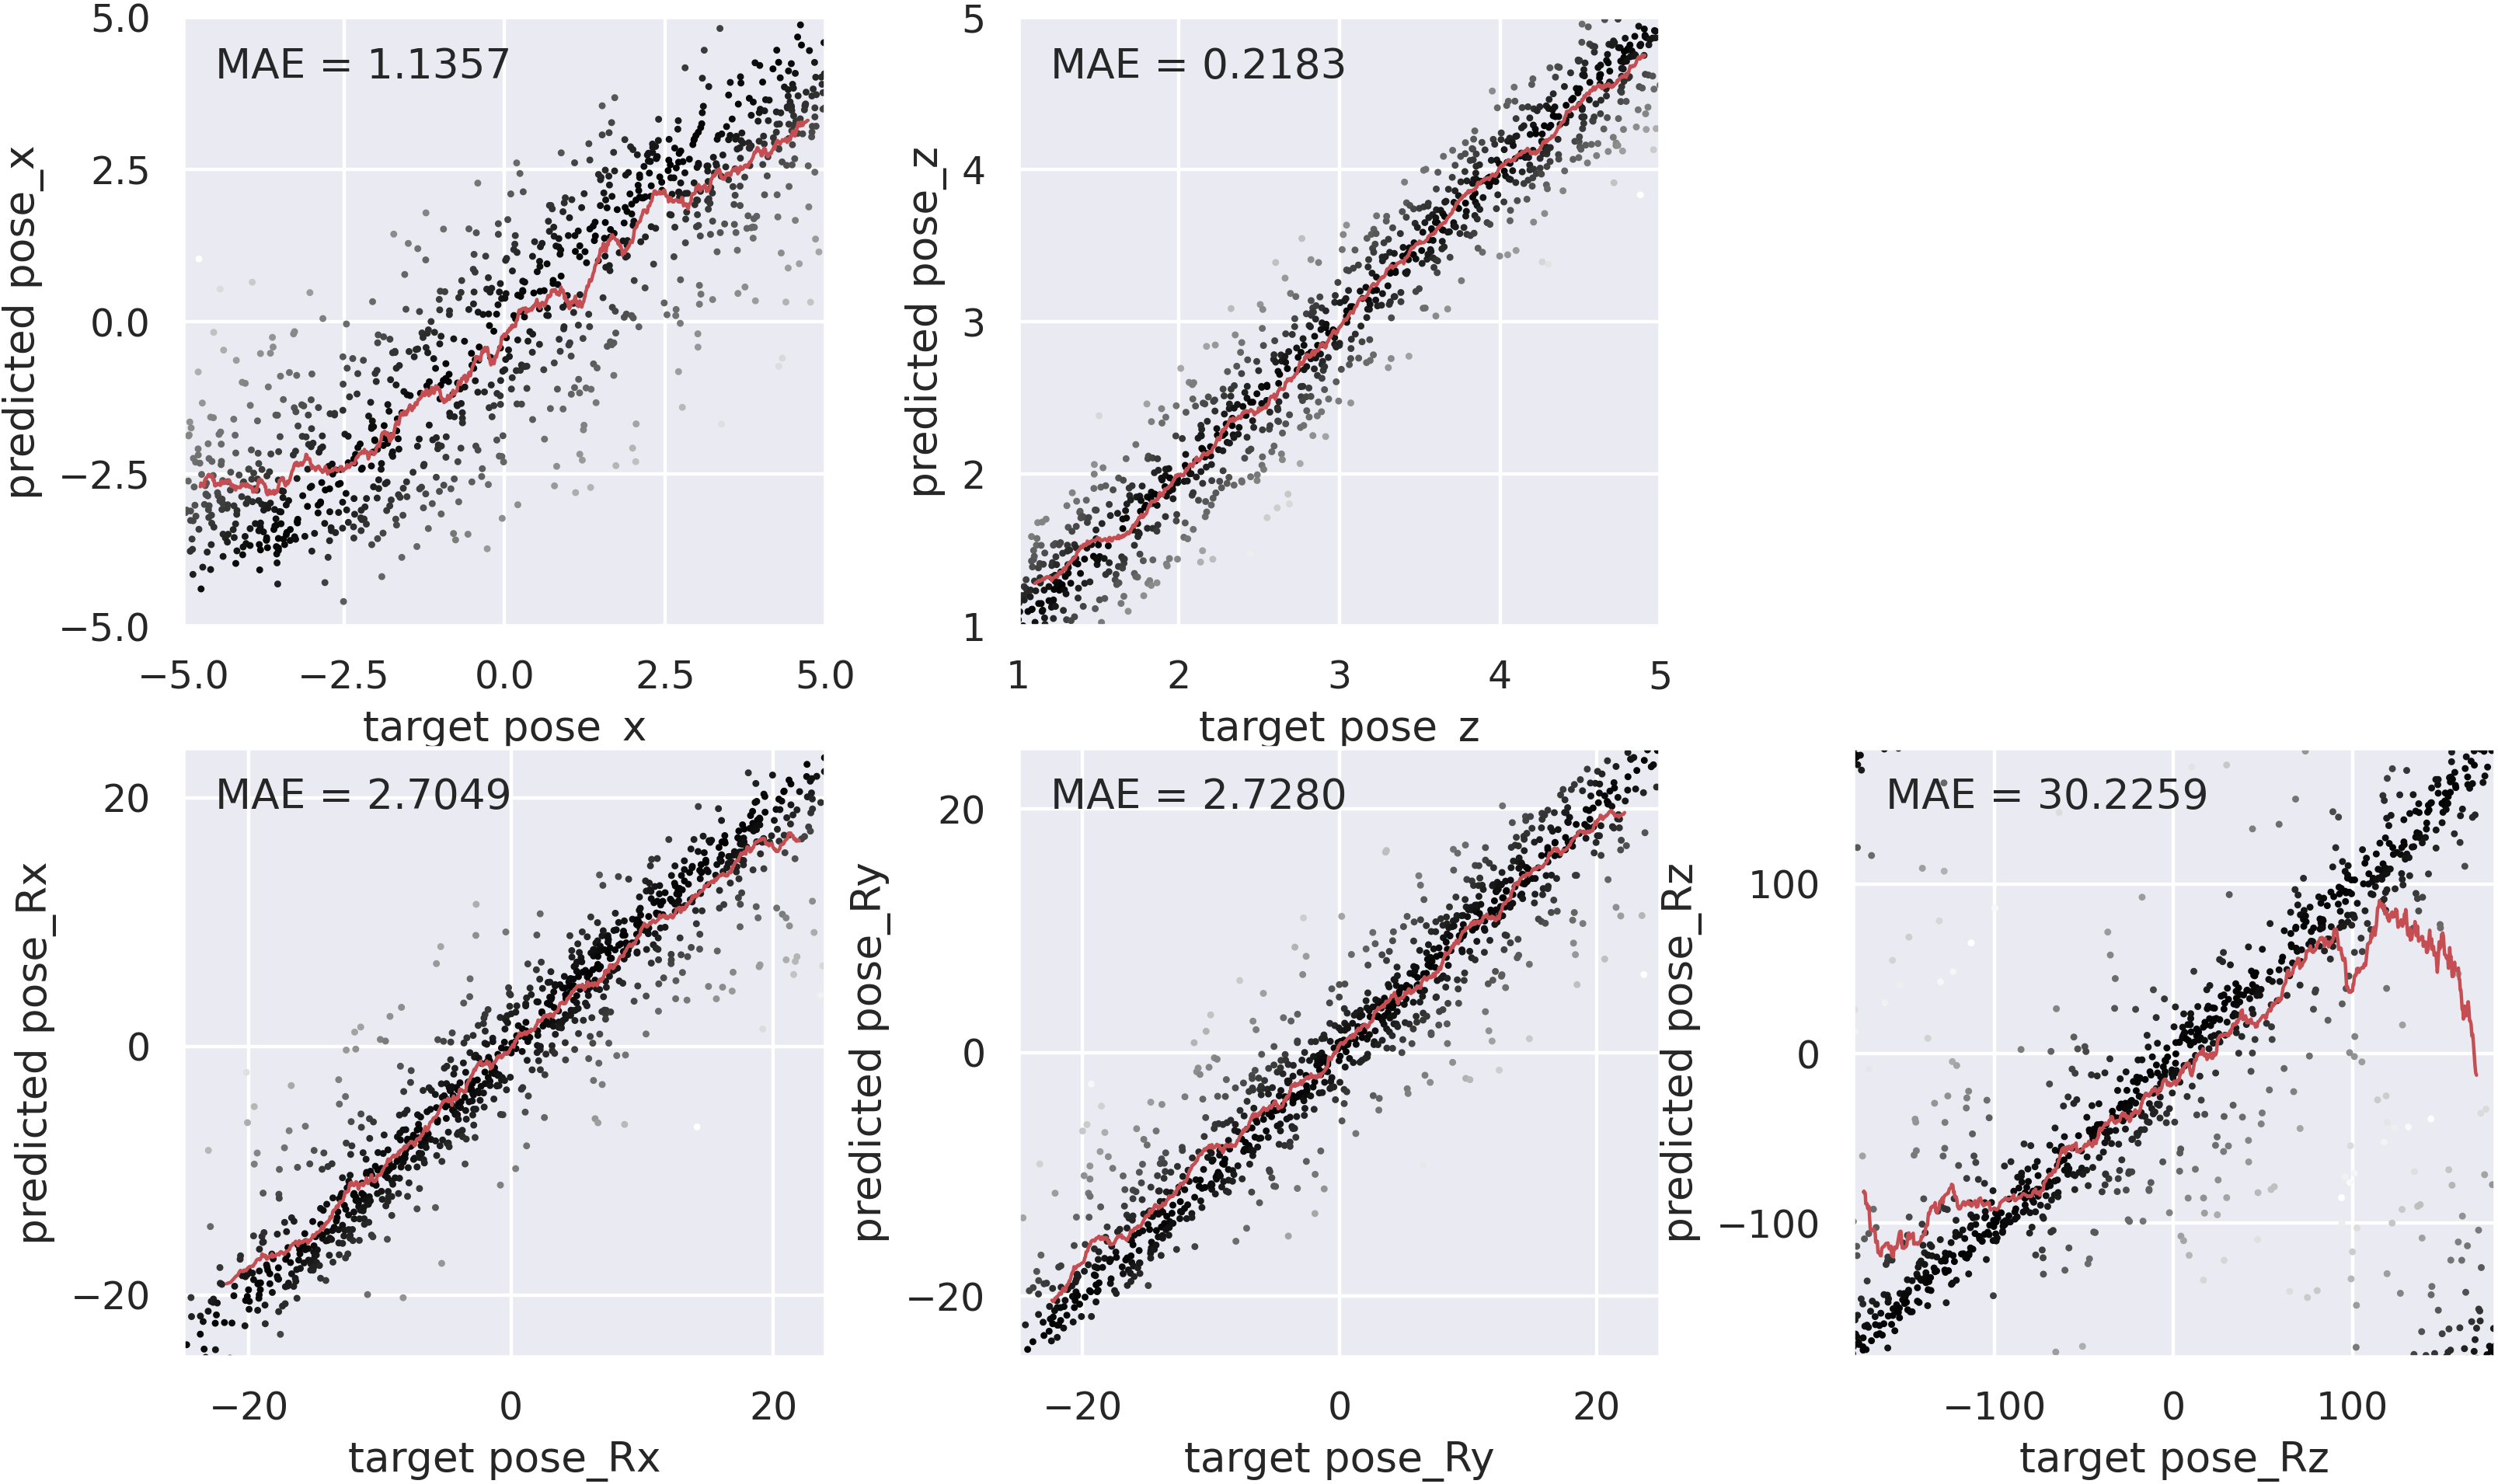 5.0
2.5
0.0
−2.5
−5.0
predicted pose_x
MAE = 1.1357
−5.0 −2.5 0.0 2.5 5.0
target pose_x
5
4
3
2
1
predicted pose_z
MAE = 0.2183
1 2 3 4 5
target pose_z
20
0
−20
predicted pose_Rx
MAE = 2.7049
−20 0 20
target pose_Rx
20
0
−20
predicted pose_Ry
MAE = 2.7280
−20 0 20
target pose_Ry
100
0
−100
predicted pose_Rz
MAE = 30.2259
−100 0 100
target pose_Rz